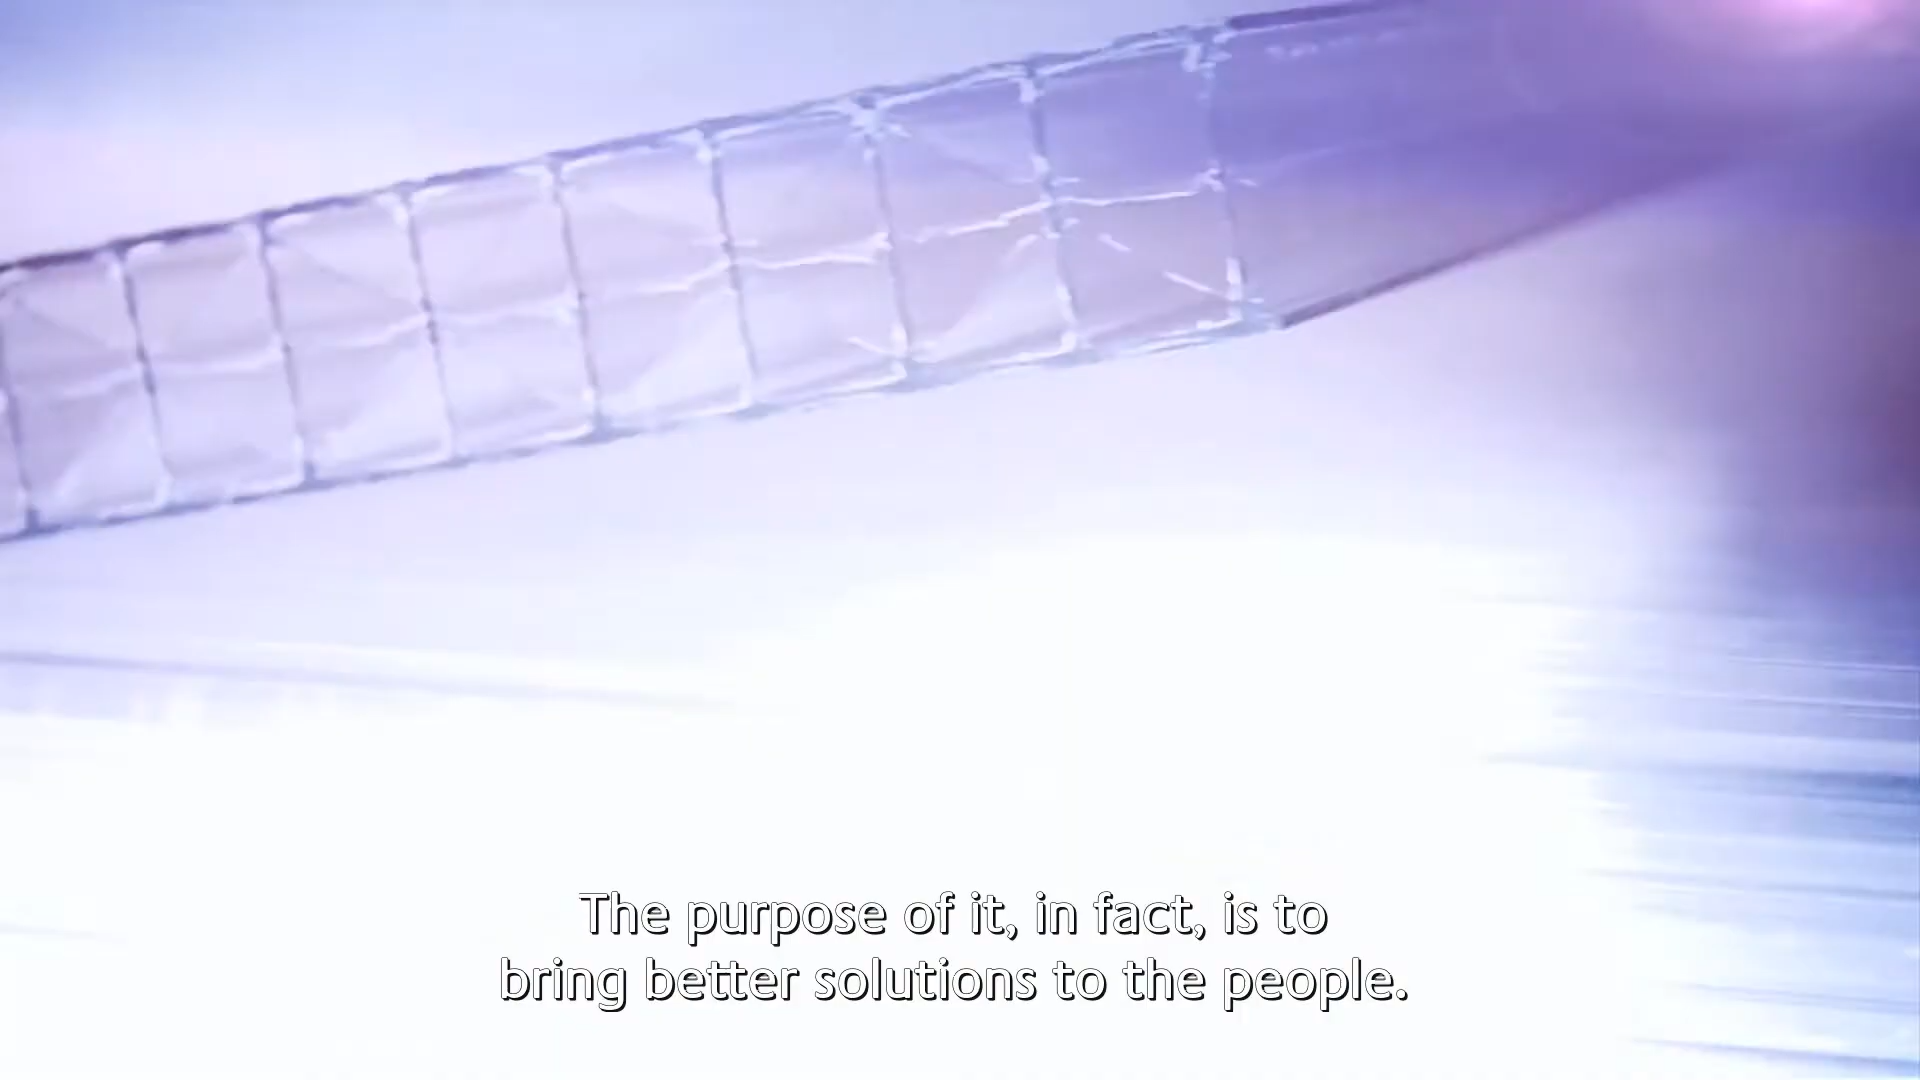 The purpose of it, in fact, is to
bring better solutions to the people.